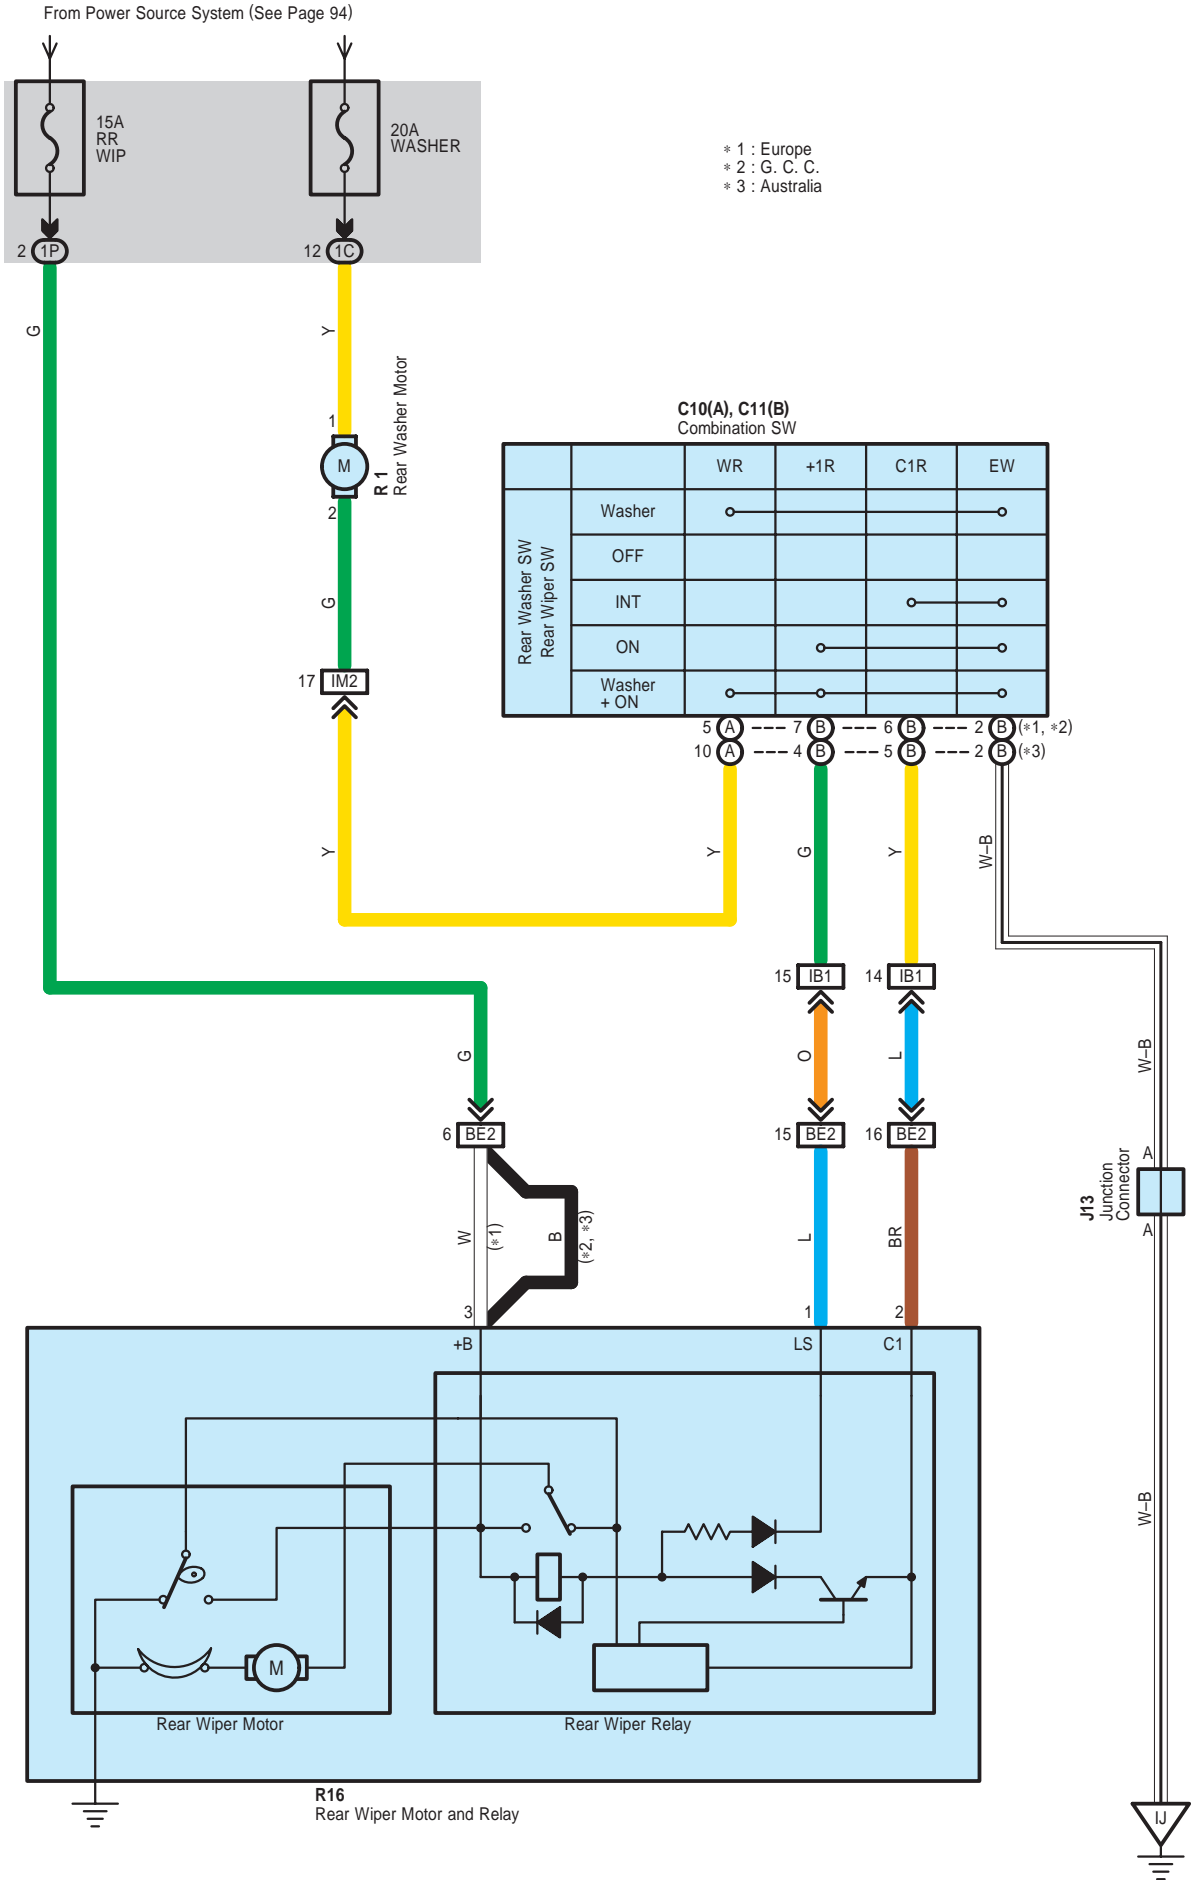 From Power Source System (See Page 94)
15A
RR
WIP
20A
WASHER
∗ 1 : Europe
∗ 2 : G. C. C.
∗ 3 : Australia
2 1P
12 1C
G
Y
1
M
2
R 1
Rear Washer Motor
G
17 IM2
Y
C10(A), C11(B)
Combination SW
WR +1R C1R EW
Rear Washer SW
Rear Wiper SW
Washer
OFF
INT
ON
Washer
+ ON
5 A 7 B 6 B 2 B (∗1, ∗2)
10 A 4 B 5 B 2 B (∗3)
Y
G
Y
W–B
15 IB1
14 IB1
G
O
L
W–B
6 BE2
15 BE2
16 BE2
A
J13
Junction
Connector
A
W
(∗1)
B
(∗2, ∗3)
L
BR
3
1
2
+B
LS
C1
W–B
M
Rear Wiper Motor
Rear Wiper Relay
R16
Rear Wiper Motor and Relay
IJ